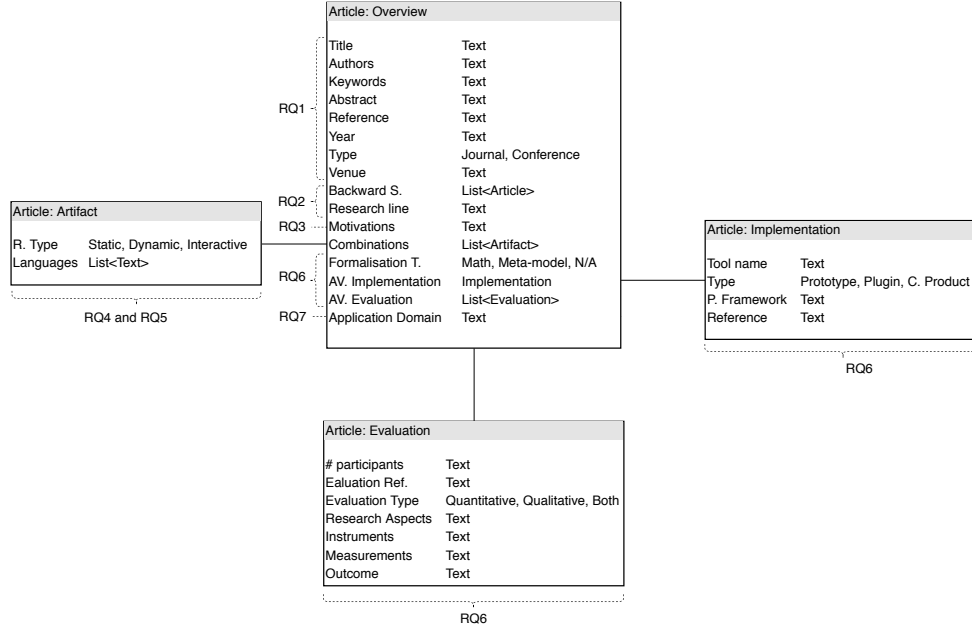 Article: Overview
Title Text
Authors Text
Keywords Text
Abstract Text
RQ1
Reference Text
Year Text
Type Journal, Conference
Venue Text
RQ2
Backward S. List<Article>
Research line Text
RQ3
Motivations Text
Combinations List<Artifact>
RQ6
Formalisation T. Math, Meta-model, N/A
AV. Implementation Implementation
AV. Evaluation List<Evaluation>
RQ7
Application Domain Text
Article: Artifact
R. Type Static, Dynamic, Interactive
Languages List<Text>
RQ4 and RQ5
Article: Implementation
Tool name Text
Type Prototype, Plugin, C. Product
P. Framework Text
Reference Text
RQ6
Article: Evaluation
# participants Text
Ealuation Ref. Text
Evaluation Type Quantitative, Qualitative, Both
Research Aspects Text
Instruments Text
Measurements Text
Outcome Text
RQ6